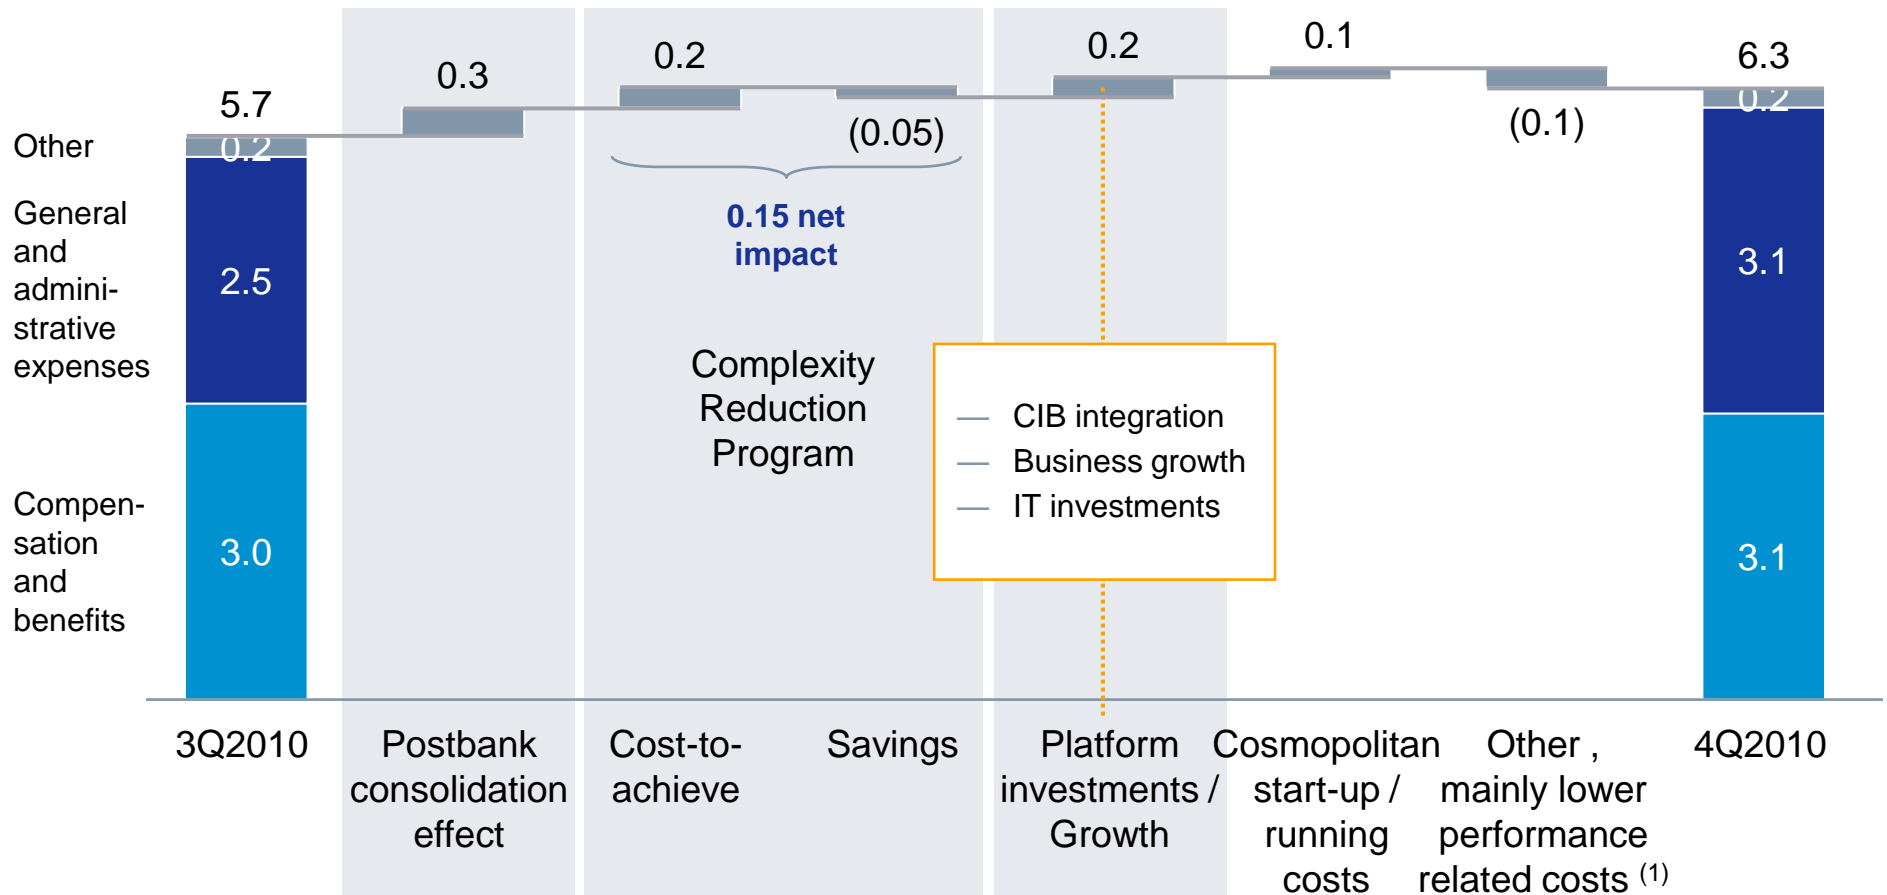 5.7
0.3
0.2
(0.05)
0.2
0.1
(0.1)
6.3
Other
General
and
admini-
strative
expenses
Compen-
sation
and
benefits
0.2
2.5
3.0
0.15 net
impact
Complexity
Reduction
Program
— CIB integration
— Business growth
— IT investments
0.2
3.1
3.1
3Q2010
Postbank
consolidation
effect
Cost-to-
achieve
Savings
Platform
investments /
Growth
Cosmopolitan
start-up /
running
costs
Other ,
mainly lower
performance
related costs (1)
4Q2010